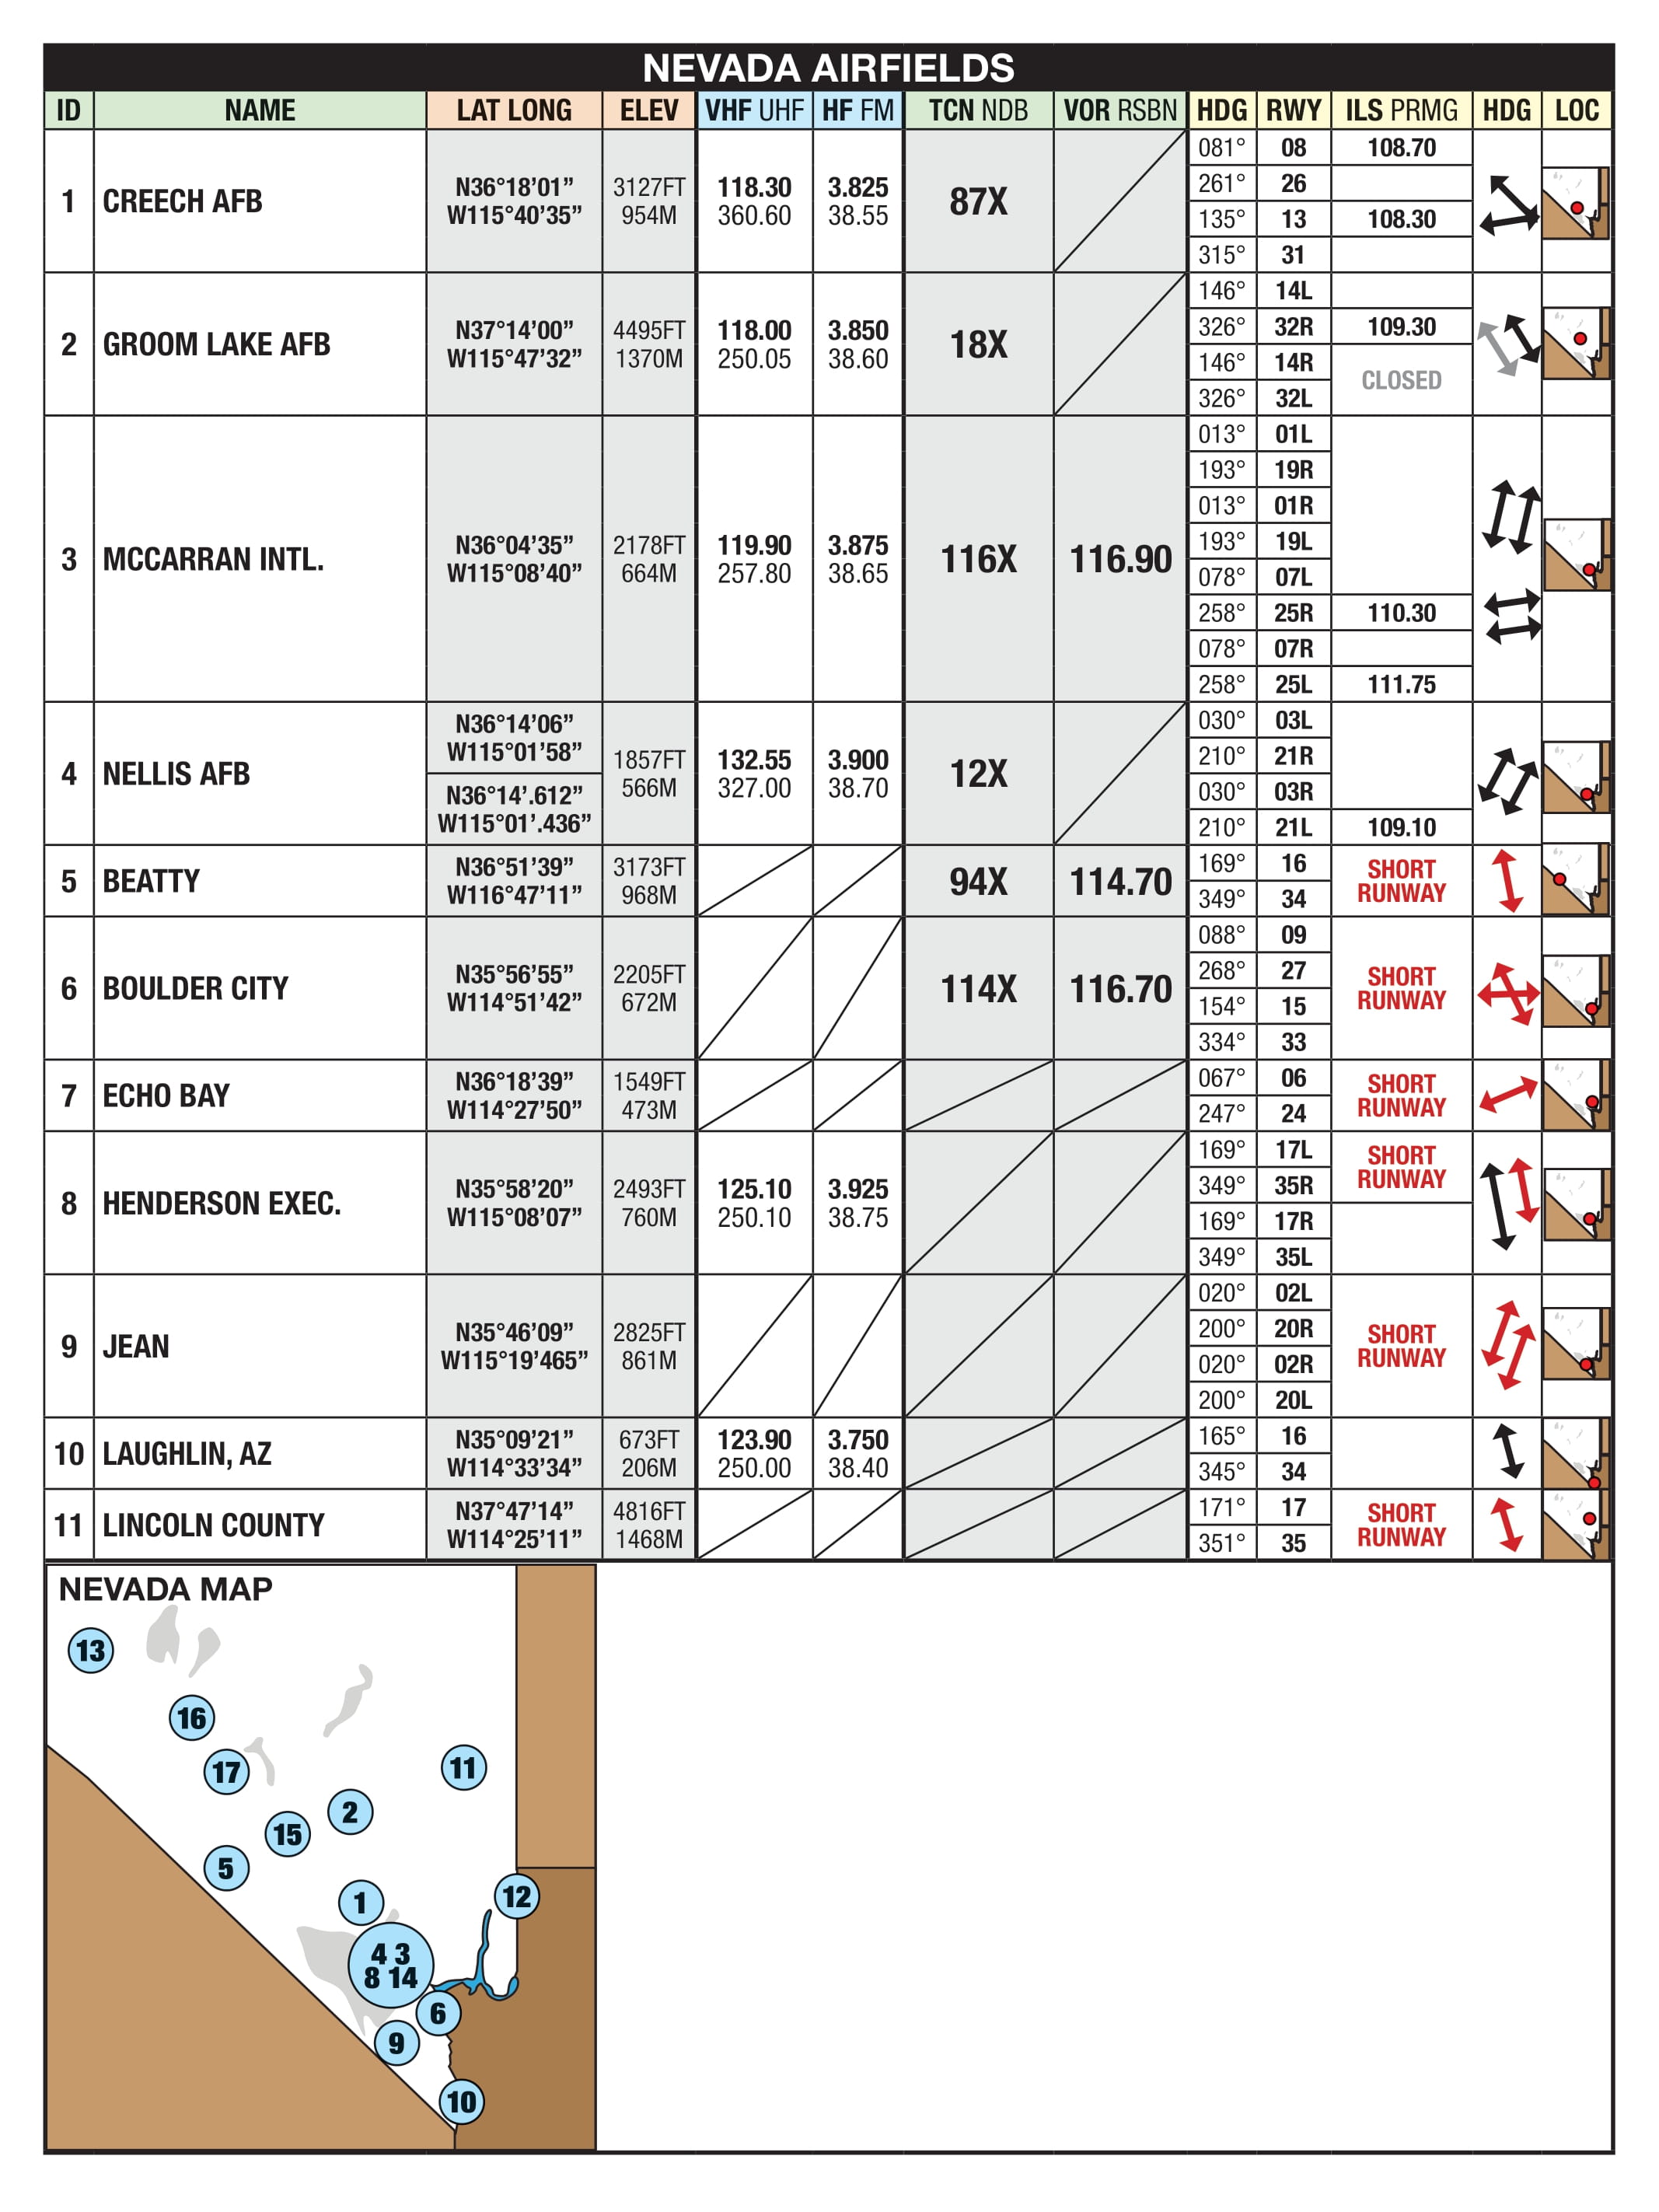 NEVADA AIRFIELDS
ID NAME LAT LONG ELEV VHF UHF HF FM TCN NDB VOR RSBN HDG RWY ILS PRMG HDG LOC
1 CREECH AFB
N36°18’01”
W115°40’35”
3127FT
954M
118.30
360.60
3.825
38.55
87X
081° 08 108.70
261° 26
135° 13 108.30
315° 31
2 GROOM LAKE AFB
N37°14’00”
W115°47’32”
4495FT
1370M
118.00
250.05
3.850
38.60
18X
146° 14L
326° 32R 109.30
146° 14R
CLOSED
326° 32L
3 MCCARRAN INTL.
N36°04’35”
W115°08’40”
2178FT
664M
119.90
257.80
3.875
38.65
116X
116.90
013° 01L
193° 19R
013° 01R
193° 19L
078° 07L
258° 25R 110.30
078° 07R
258° 25L 111.75
4 NELLIS AFB
N36°14’06”
W115°01’58”
N36°14’.612”
W115°01’.436”
1857FT
566M
132.55
327.00
3.900
38.70
12X
030° 03L
210° 21R
030° 03R
210° 21L 109.10
5 BEATTY
N36°51’39”
W116°47’11”
3173FT
968M
94X
114.70
169° 16
349° 34
SHORT
RUNWAY
6 BOULDER CITY
N35°56’55”
W114°51’42”
2205FT
672M
114X
116.70
088° 09
268° 27
154° 15
334° 33
SHORT
RUNWAY
7 ECHO BAY
N36°18’39”
W114°27’50”
1549FT
473M
067° 06
247° 24
SHORT
RUNWAY
8 HENDERSON EXEC.
N35°58’20”
W115°08’07”
2493FT
760M
125.10
250.10
3.925
38.75
169° 17L
349° 35R
SHORT
RUNWAY
169° 17R
349° 35L
9 JEAN
N35°46’09”
W115°19’465”
2825FT
861M
020° 02L
200° 20R
020° 02R
200° 20L
SHORT
RUNWAY
10 LAUGHLIN, AZ
N35°09’21”
W114°33’34”
673FT
206M
123.90
250.00
3.750
38.40
165° 16
345° 34
11 LINCOLN COUNTY
N37°47’14”
W114°25’11”
4816FT
1468M
171° 17
351° 35
SHORT
RUNWAY
NEVADA MAP
13
16
17
11
2
15
5
1
12
4 3
8 14
6
9
10